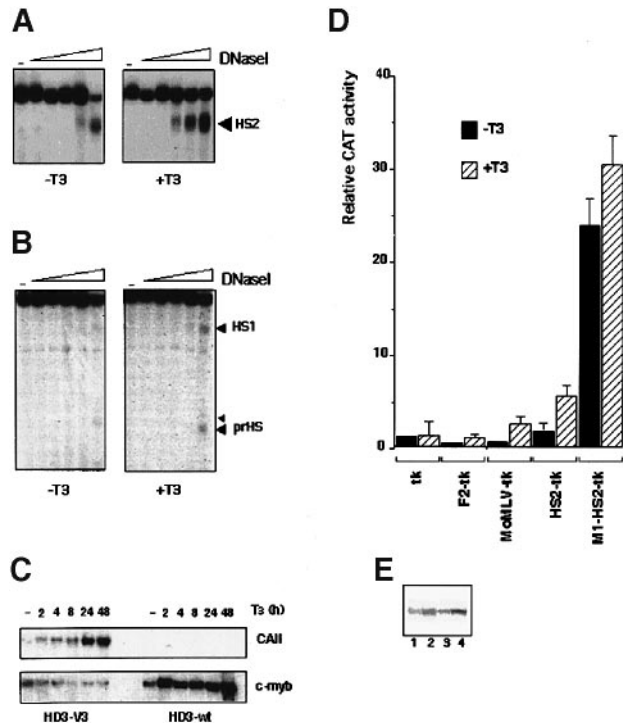 A
– DNaseI
HS2
-T3 +T3
B
– – DNaseI
HS1
prHS
-T3 +T3
C
– 2 4 8 24 48 – 2 4 8 24 48 T3 (h)
CAII
c-myb
HD3-V3 HD3-wt
D
Relative CAT activity
40
30
20
10
0
-T3
+T3
tk
F2-tk
MoMLV-tk
HS2-tk
M1-HS2-tk
E
1 2 3 4